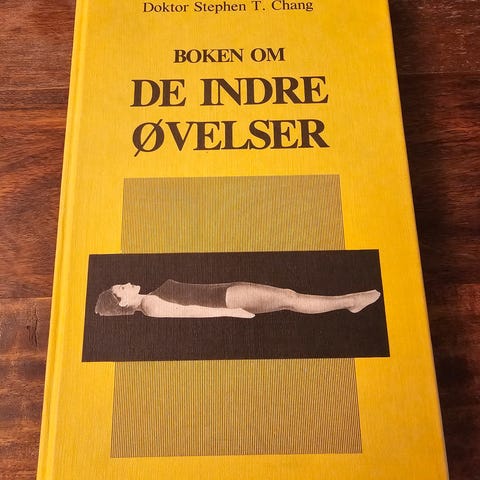 Doktor Stephen T. Chang
BOKEN OM
DE INDRE
ØVELSER